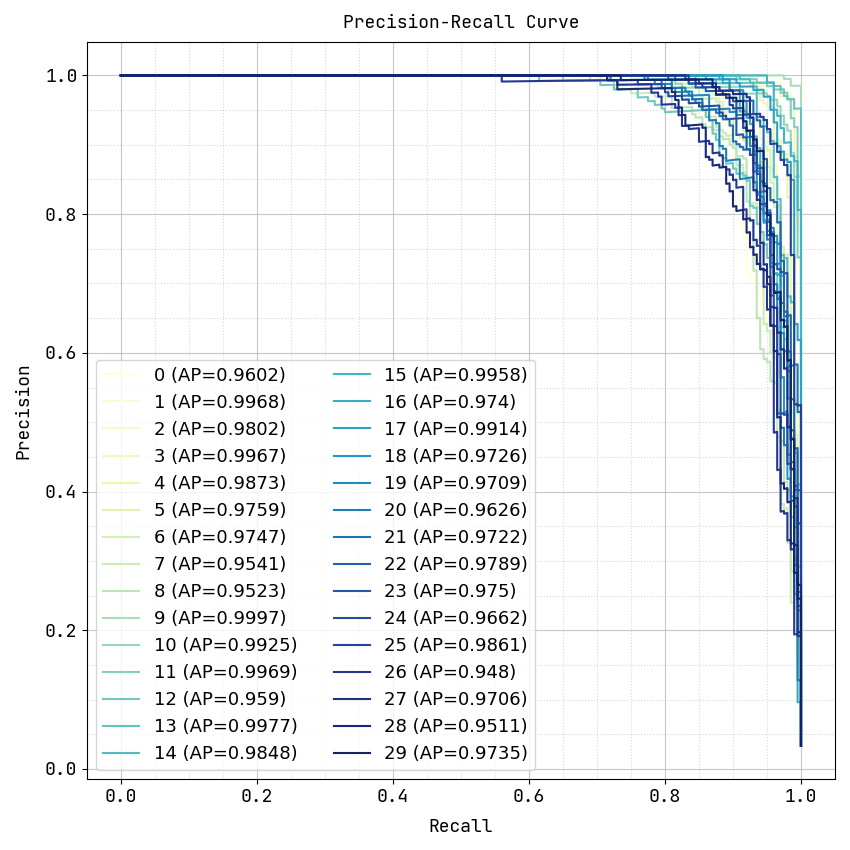 Precision-Recall Curve
1.0
0.8
0.6
0.4
0.2
0.0
Precision
0 (AP=0.9602)
1 (AP=0.9968)
2 (AP=0.9802)
3 (AP=0.9967)
4 (AP=0.9873)
5 (AP=0.9759)
6 (AP=0.9747)
7 (AP=0.9541)
8 (AP=0.9523)
9 (AP=0.9997)
10 (AP=0.9925)
11 (AP=0.9969)
12 (AP=0.959)
13 (AP=0.9977)
14 (AP=0.9848)
15 (AP=0.9958)
16 (AP=0.974)
17 (AP=0.9914)
18 (AP=0.9726)
19 (AP=0.9709)
20 (AP=0.9626)
21 (AP=0.9722)
22 (AP=0.9789)
23 (AP=0.975)
24 (AP=0.9662)
25 (AP=0.9861)
26 (AP=0.948)
27 (AP=0.9706)
28 (AP=0.9511)
29 (AP=0.9735)
0.0 0.2 0.4 0.6 0.8 1.0
Recall